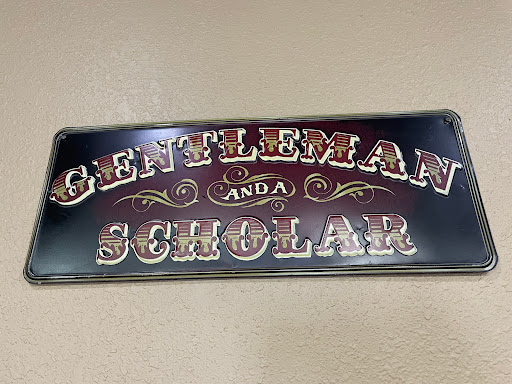 GENTLEMAN
AND A
SCHOLAR